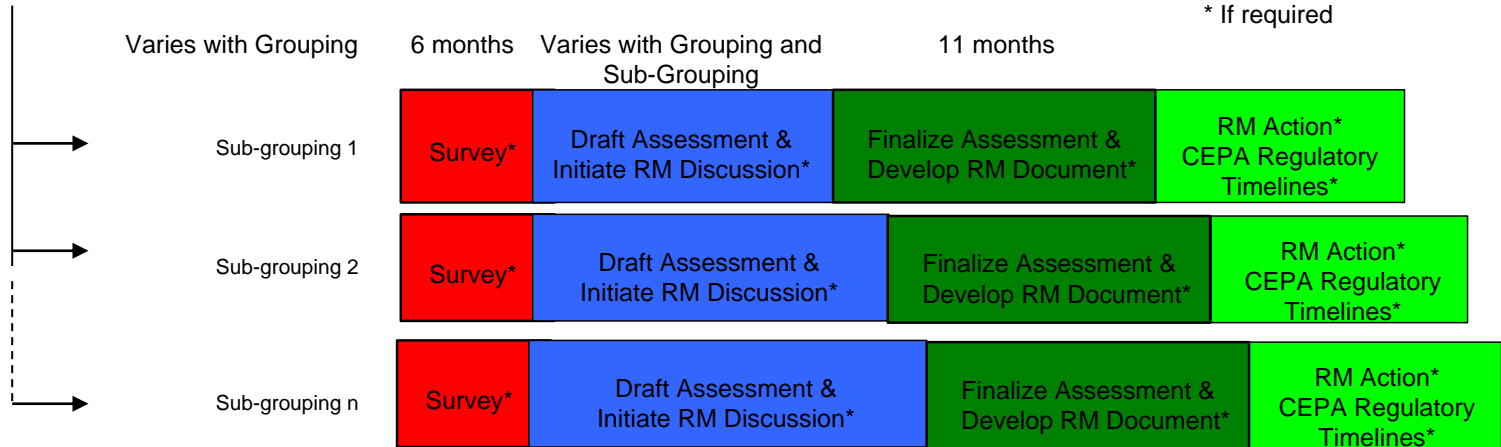 * If required
Varies with Grouping
6 months
Varies with Grouping and
Sub-Grouping
11 months
Sub-grouping 1
Survey*
Draft Assessment &
Initiate RM Discussion*
Finalize Assessment &
Develop RM Document*
RM Action*
CEPA Regulatory
Timelines*
Sub-grouping 2
Survey*
Draft Assessment &
Initiate RM Discussion*
Finalize Assessment &
Develop RM Document*
RM Action*
CEPA Regulatory
Timelines*
Sub-grouping n
Survey*
Draft Assessment &
Initiate RM Discussion*
Finalize Assessment &
Develop RM Document*
RM Action*
CEPA Regulatory
Timelines*